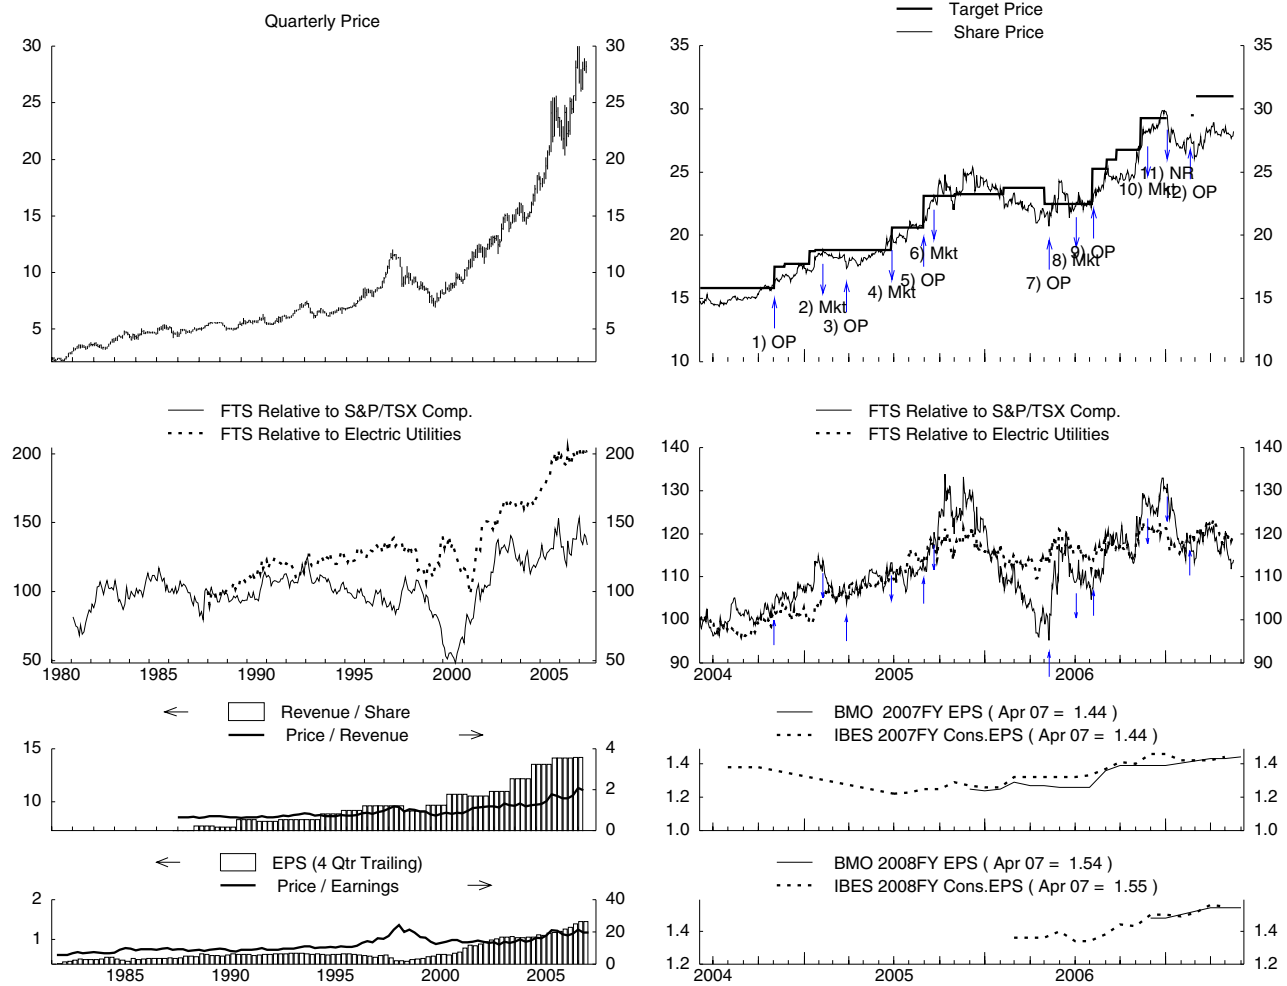 Quarterly Price
30 30
25 25
20 20
15 15
10 10
5 5
Target Price
Share Price
35 35
30 30
25 25
20 20
15 15
10 10
1) OP
2) Mkt
3) OP
4) Mkt
5) OP
6) Mkt
7) OP
8) Mkt
9) OP
10) Mkt
11) NR
12) OP
FTS Relative to S&P/TSX Comp.
FTS Relative to Electric Utilities
200 200
150 150
100 100
50 50
1980 1985 1990 1995 2000 2005
FTS Relative to S&P/TSX Comp.
FTS Relative to Electric Utilities
140 140
130 130
120 120
110 110
100 100
90 90
2004 2005 2006
Revenue / Share
Price / Revenue
15 4
10 2
0
BMO 2007FY EPS ( Apr 07 = 1.44 )
IBES 2007FY Cons.EPS ( Apr 07 = 1.44 )
1.4 1.4
1.2 1.2
1.0 1.0
EPS (4 Qtr Trailing)
Price / Earnings
2 40
1 20
0
1985 1990 1995 2000 2005
BMO 2008FY EPS ( Apr 07 = 1.54 )
IBES 2008FY Cons.EPS ( Apr 07 = 1.55 )
1.4 1.4
1.2 1.2
2004 2005 2006